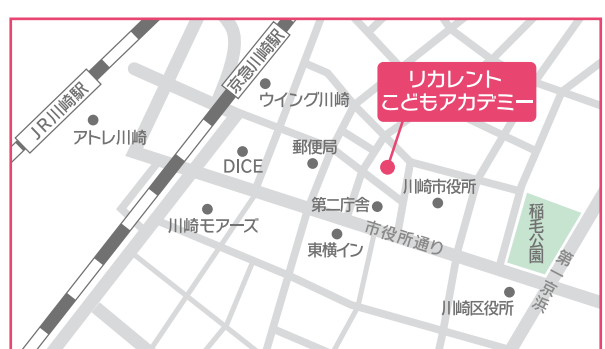 JR川崎駅
京急川崎駅
リカレント
こどもアカデミー
ウイング川崎
アトレ川崎
郵便局
DICE
川崎市役所
第二庁舎
川崎モアーズ
市役所通り
東横イン
稲毛公園
第一京浜
川崎区役所